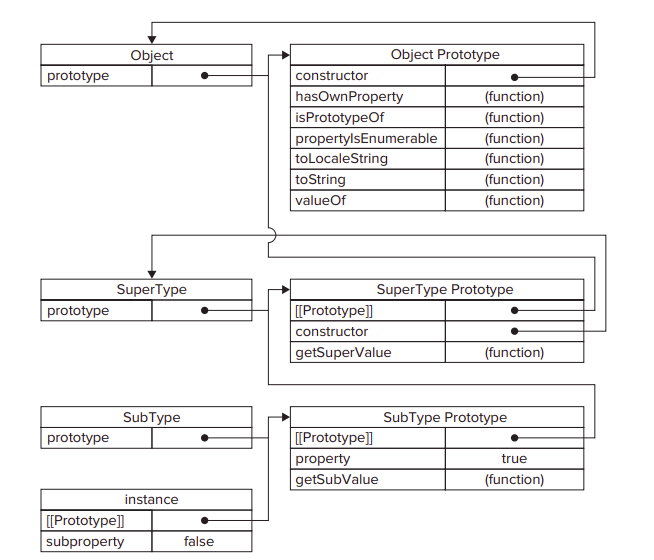 Object
prototype
Object Prototype
constructor
hasOwnProperty (function)
isPrototypeOf (function)
propertyIsEnumerable (function)
toLocaleString (function)
toString (function)
valueOf (function)
SuperType
prototype
SuperType Prototype
[[Prototype]]
constructor
getSuperValue (function)
SubType
prototype
SubType Prototype
[[Prototype]]
property true
getSubValue (function)
instance
[[Prototype]]
subproperty false